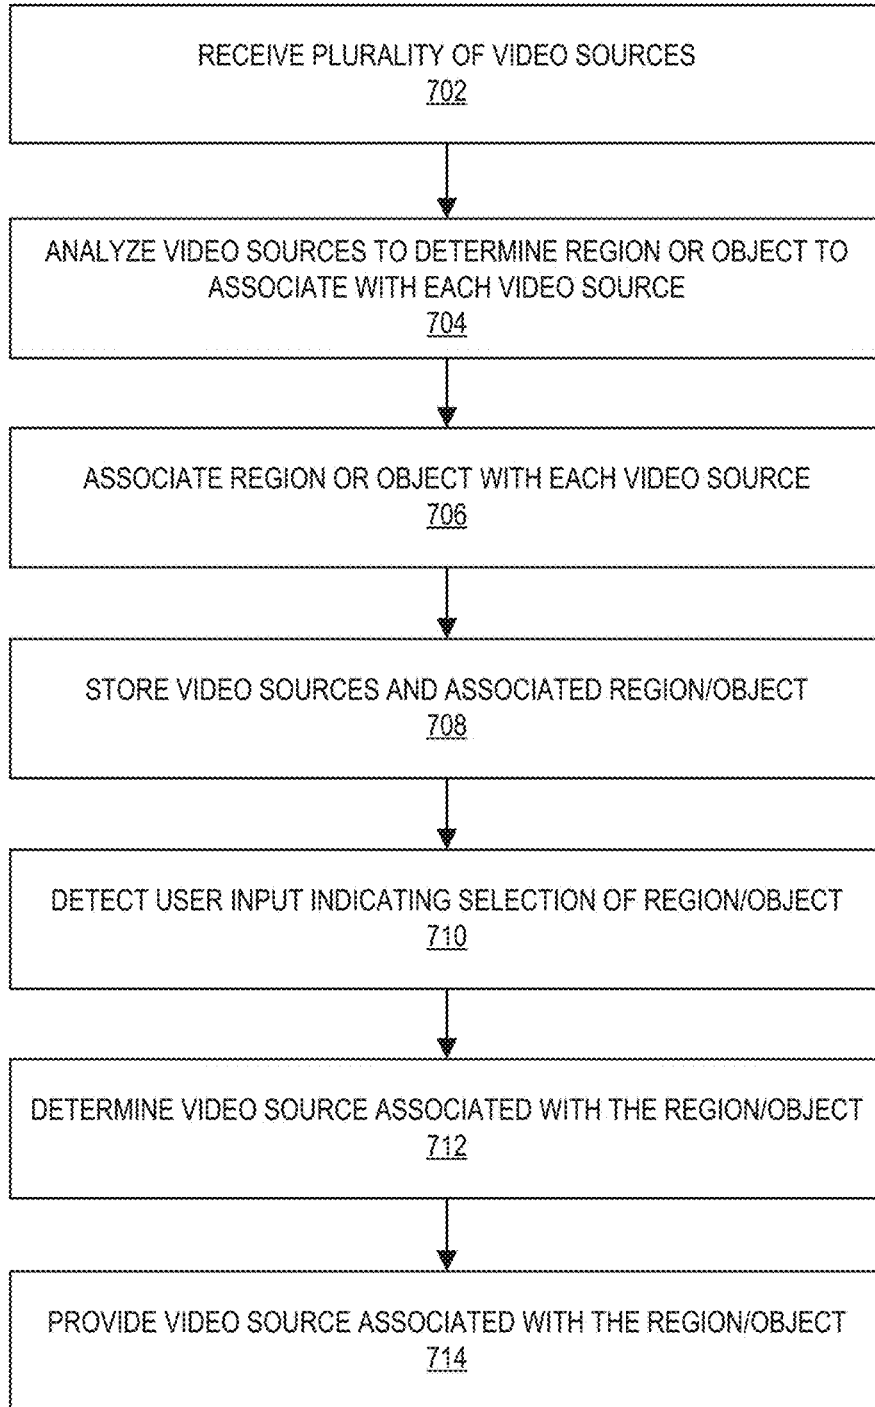 RECEIVE PLURALITY OF VIDEO SOURCES
702
ANALYZE VIDEO SOURCES TO DETERMINE REGION OR OBJECT TO
ASSOCIATE WITH EACH VIDEO SOURCE
704
ASSOCIATE REGION OR OBJECT WITH EACH VIDEO SOURCE
706
STORE VIDEO SOURCES AND ASSOCIATED REGION/OBJECT
708
DETECT USER INPUT INDICATING SELECTION OF REGION/OBJECT
710
DETERMINE VIDEO SOURCE ASSOCIATED WITH THE REGION/OBJECT
712
PROVIDE VIDEO SOURCE ASSOCIATED WITH THE REGION/OBJECT
714